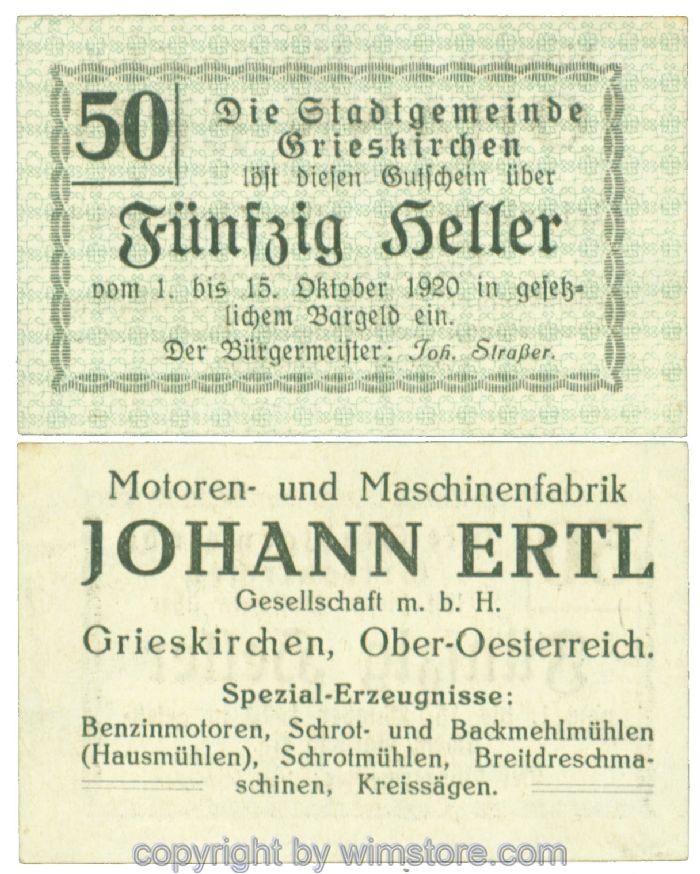 50
Die Stadtgemeinde
Grieskirchen
löst diesen Gutschein über
Fünfzig Heller
vom 1. bis 15. Oktober 1920 in gesetz-
lichem Bargeld ein.
Der Bürgermeister: Joh. Straßer.
Motoren- und Maschinenfabrik
JOHANN ERTL
Gesellschaft m. b. H.
Grieskirchen, Ober-Oesterreich.
Spezial-Erzeugnisse:
Benzinmotoren, Schrot- und Backmehlmühlen
(Hausmühlen), Schrotmühlen, Breitdreschma-
schinen, Kreissägen.
copyright by wimstore.com